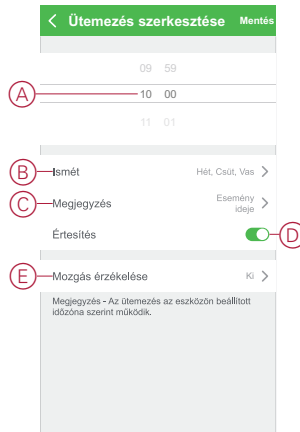 Ütemezés szerkesztése Mentés
09 59
A
10 00
11 01
B
Ismét Hét, Csüt, Vas
C
Megjegyzés Esemény
ideje
Értesítés
D
E
Mozgás érzékelése Ki
Megjegyzés - Az ütemezés az eszközön beállított
időzóna szerint működik.